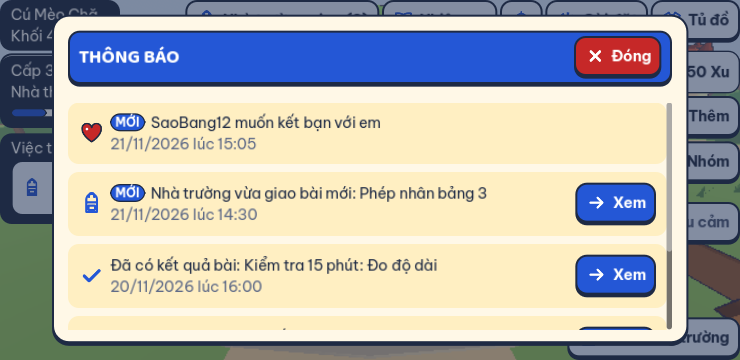 Cú Mèo Chă
Khối 4
Tủ đồ
Cấp 3
Nhà th
50 Xu
Thêm
Việc t
Nhóm
u cảm
rường
THÔNG BÁO
Đóng
MỚI SaoBang12 muốn kết bạn với em
21/11/2026 lúc 15:05
MỚI Nhà trường vừa giao bài mới: Phép nhân bảng 3
21/11/2026 lúc 14:30
Xem
Đã có kết quả bài: Kiểm tra 15 phút: Đo độ dài
20/11/2026 lúc 16:00
Xem